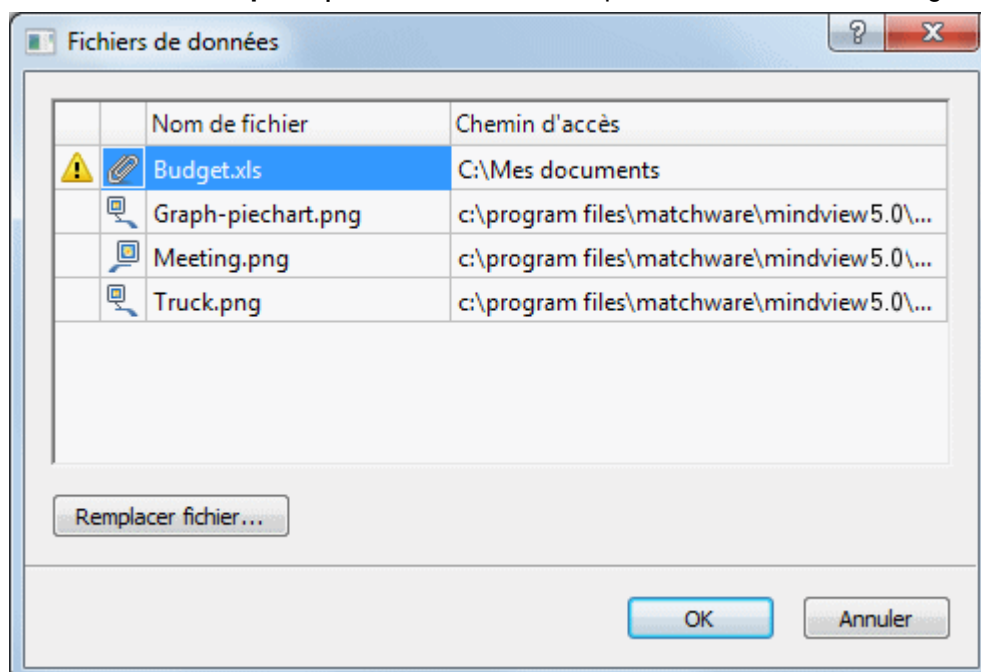 Fichiers de données
Nom de fichier Chemin d'accès
Budget.xls C:\Mes documents
Graph-piechart.png c:\program files\matchware\mindview5.0\...
Meeting.png c:\program files\matchware\mindview5.0\...
Truck.png c:\program files\matchware\mindview5.0\...
Remplacer fichier...
OK Annuler